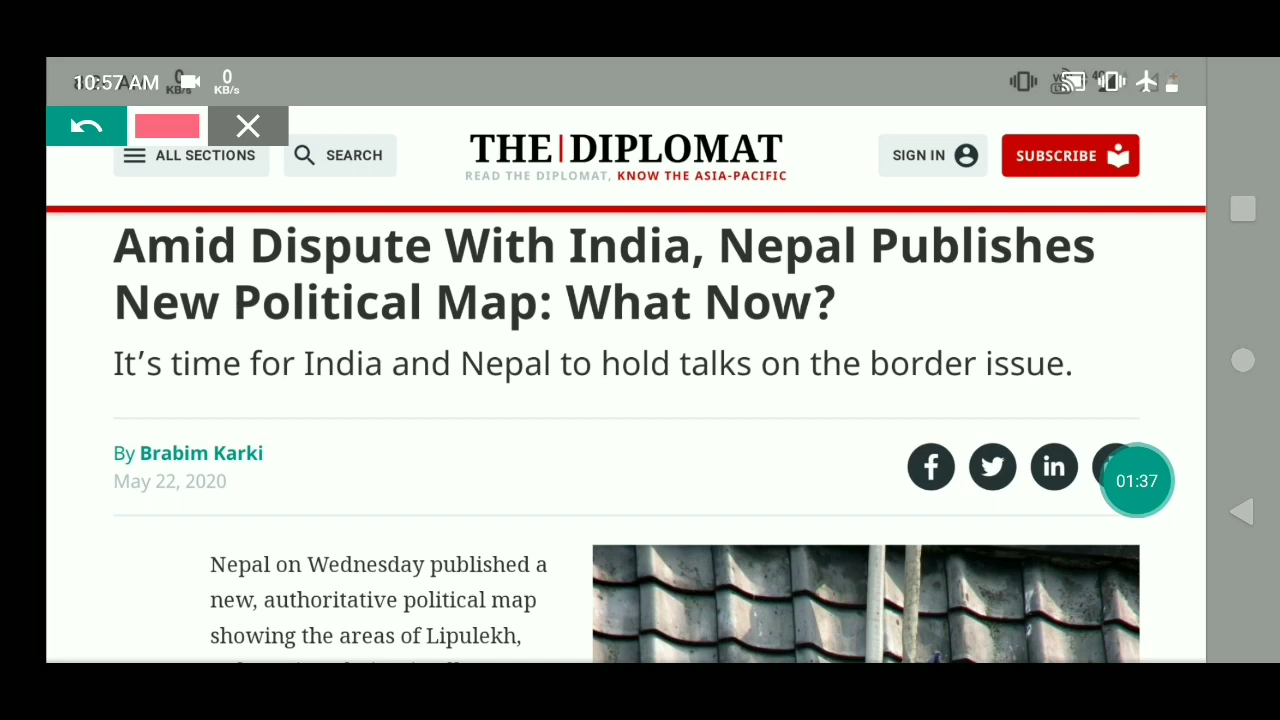 10:57 AM
0
KB/s
0
KB/s
ALL SECTIONS
SEARCH
THE|DIPLOMAT
READ THE DIPLOMAT, KNOW THE ASIA-PACIFIC
SIGN IN
SUBSCRIBE
Amid Dispute With India, Nepal Publishes
New Political Map: What Now?
It’s time for India and Nepal to hold talks on the border issue.
By Brabim Karki
May 22, 2020
01:37
Nepal on Wednesday published a
new, authoritative political map
showing the areas of Lipulekh,